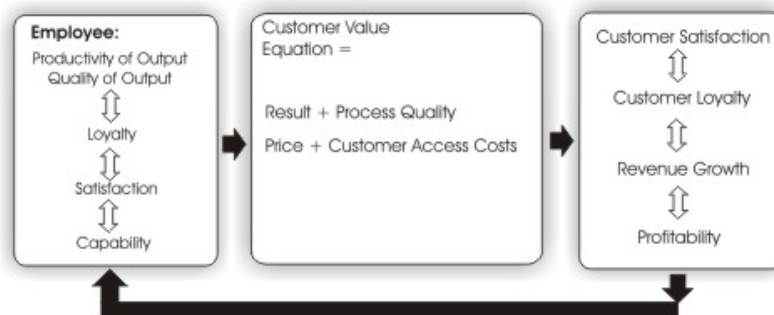 Employee:
Productivity of Output
Quality of Output
Loyalty
Satisfaction
Capability
Customer Value
Equation =
Result + Process Quality
Price + Customer Access Costs
Customer Satisfaction
Customer Loyalty
Revenue Growth
Profitability